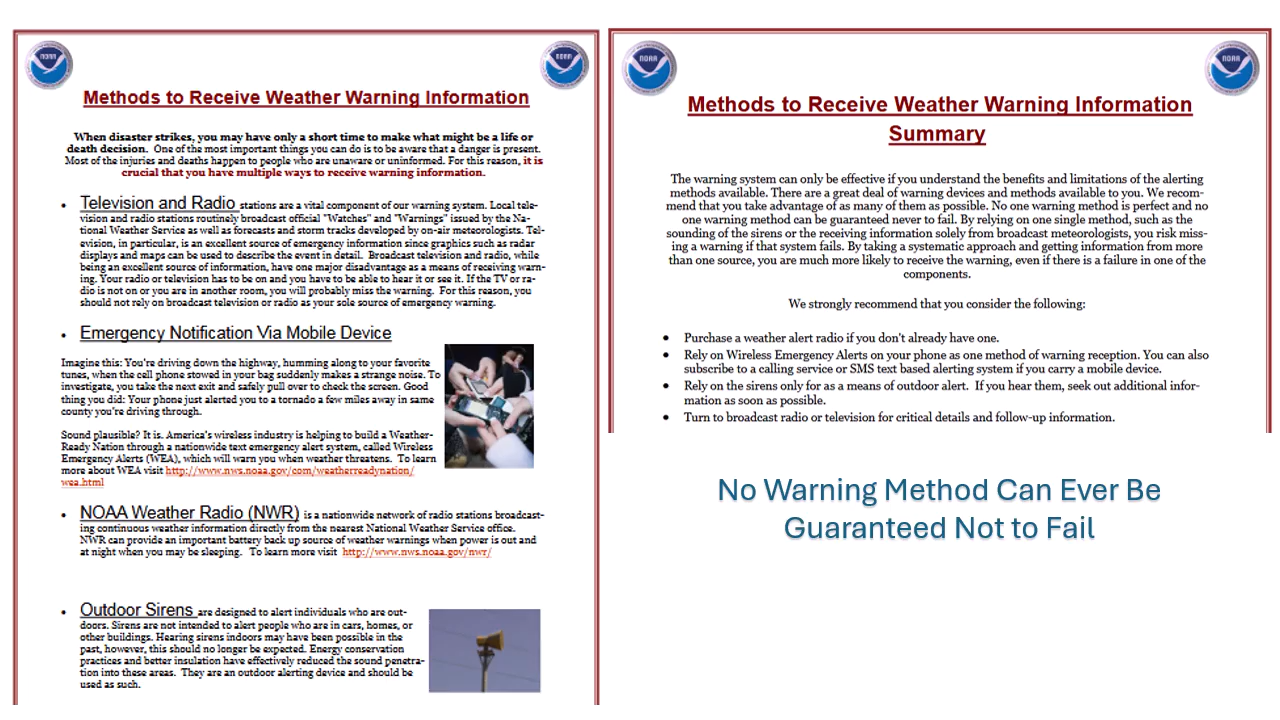 NOAA
NOAA
Methods to Receive Weather Warning Information
When disaster strikes, you may have only a short time to make what might be a life or
death decision. One of the most important things you can do is to be aware that a danger is present.
Most of the injuries and deaths happen to people who are unaware or uninformed. For this reason, it is
crucial that you have multiple ways to receive warning information.
• Television and Radio stations are a vital component of our warning system. Local tele-
vision and radio stations routinely broadcast official "Watches" and "Warnings" issued by the Na-
tional Weather Service as well as forecasts and storm tracks developed by on-air meteorologists. Tel-
evision, in particular, is an excellent source of emergency information since graphics such as radar
displays and maps can be used to describe the event in detail. Broadcast television and radio, while
being an excellent source of information, have one major disadvantage as a means of receiving warn-
ing. Your radio or television has to be on and you have to be able to hear it or see it. If the TV or ra-
dio is not on or you are in another room, you will probably miss the warning. For this reason, you
should not rely on broadcast television or radio as your sole source of emergency warning.
• Emergency Notification Via Mobile Device
Imagine this: You're driving down the highway, humming along to your favorite
tunes, when the cell phone stowed in your bag suddenly makes a strange noise. To
investigate, you take the next exit and safely pull over to check the screen. Good
thing you did: Your phone just alerted you to a tornado a few miles away in same
county you're driving through.
Sound plausible? It is. America's wireless industry is helping to build a Weather-
Ready Nation through a nationwide text emergency alert system, called Wireless
Emergency Alerts (WEA), which will warn you when weather threatens. To learn
more about WEA visit http://www.nws.noaa.gov/com/weatherreadynation/
wea.html
• NOAA Weather Radio (NWR) is a nationwide network of radio stations broadcast-
ing continuous weather information directly from the nearest National Weather Service office.
NWR can provide an important battery back up source of weather warnings when power is out and
at night when you may be sleeping. To learn more visit http://www.nws.noaa.gov/nwr/
• Outdoor Sirens are designed to alert individuals who are out-
doors. Sirens are not intended to alert people who are in cars, homes, or
other buildings. Hearing sirens indoors may have been possible in the
past, however, this should no longer be expected. Energy conservation
practices and better insulation have effectively reduced the sound penetra-
tion into these areas. They are an outdoor alerting device and should be
used as such.
NOAA
NOAA
Methods to Receive Weather Warning Information
Summary
The warning system can only be effective if you understand the benefits and limitations of the alerting
methods available. There are a great deal of warning devices and methods available to you. We recom-
mend that you take advantage of as many of them as possible. No one warning method is perfect and no
one warning method can be guaranteed never to fail. By relying on one single method, such as the
sounding of the sirens or the receiving information solely from broadcast meteorologists, you risk miss-
ing a warning if that system fails. By taking a systematic approach and getting information from more
than one source, you are much more likely to receive the warning, even if there is a failure in one of the
components.
We strongly recommend that you consider the following:
• Purchase a weather alert radio if you don't already have one.
• Rely on Wireless Emergency Alerts on your phone as one method of warning reception. You can also
subscribe to a calling service or SMS text based alerting system if you carry a mobile device.
• Rely on the sirens only for as a means of outdoor alert. If you hear them, seek out additional infor-
mation as soon as possible.
• Turn to broadcast radio or television for critical details and follow-up information.
No Warning Method Can Ever Be
Guaranteed Not to Fail